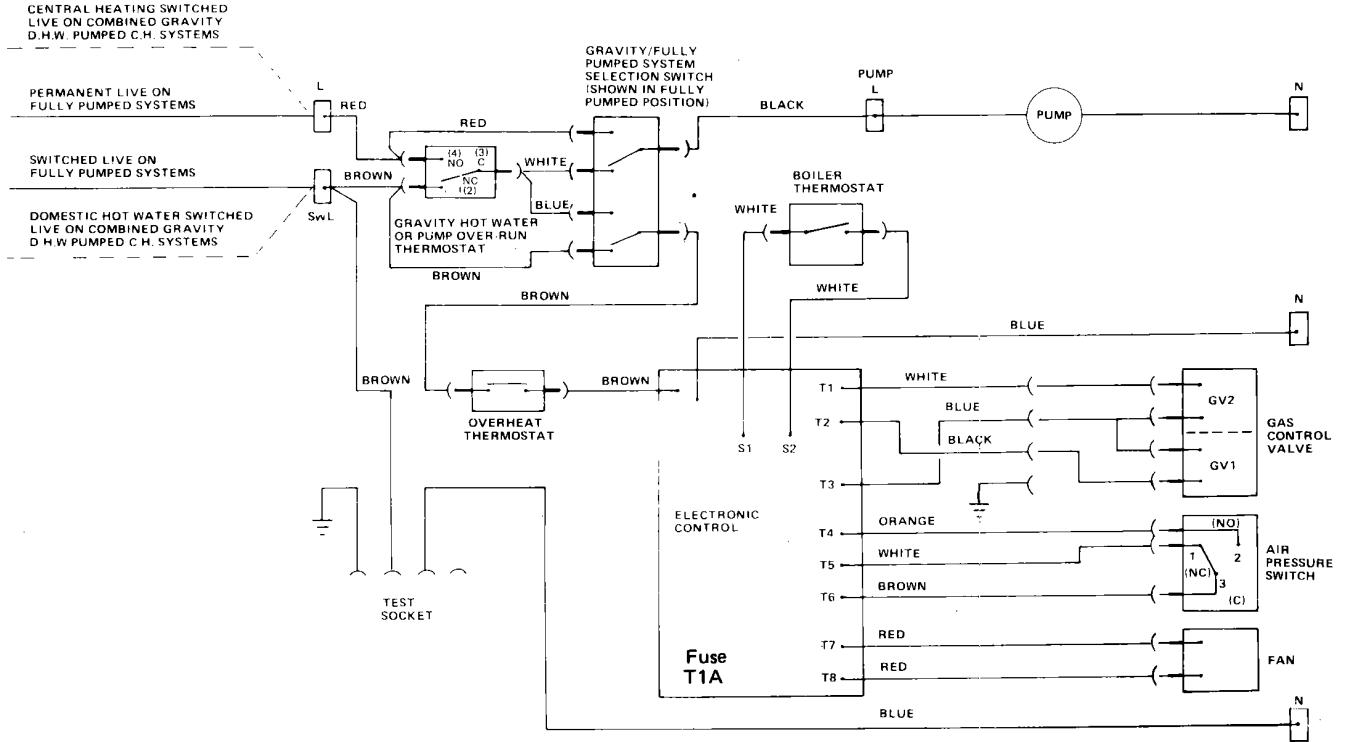 CENTRAL HEATING SWITCHED
LIVE ON COMBINED GRAVITY
D.H.W. PUMPED C.H. SYSTEMS
PERMANENT LIVE ON
FULLY PUMPED SYSTEMS
SWITCHED LIVE ON
FULLY PUMPED SYSTEMS
DOMESTIC HOT WATER SWITCHED
LIVE ON COMBINED GRAVITY
D H.W PUMPED C.H. SYSTEMS
L
RED
BROWN
SwL
RED
(4) (3)
NO C
NC
(2)
GRAVITY HOT WATER
OR PUMP OVER-RUN
THERMOSTAT
BROWN
WHITE
BLUE
GRAVITY/FULLY
PUMPED SYSTEM
SELECTION SWITCH
(SHOWN IN FULLY
PUMPED POSITION)
BLACK
PUMP
L
PUMP
N
BOILER
THERMOSTAT
WHITE
WHITE
BROWN
BLUE
N
BROWN
OVERHEAT
THERMOSTAT
BROWN
S1 S2
ELECTRONIC
CONTROL
Fuse
T1A
T1
T2
T3
T4
T5
T6
T7
T8
WHITE
BLUE
BLACK
ORANGE
WHITE
BROWN
RED
RED
GV2
GV1
GAS
CONTROL
VALVE
(NO)
1 2
(NC) 3
(C)
AIR
PRESSURE
SWITCH
FAN
TEST
SOCKET
BLUE
N